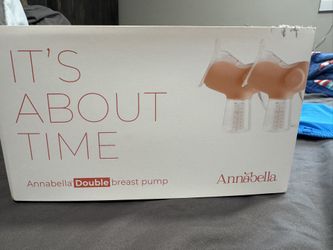 IT'S
ABOUT
TIME
Annabella Double breast pump
Annabella